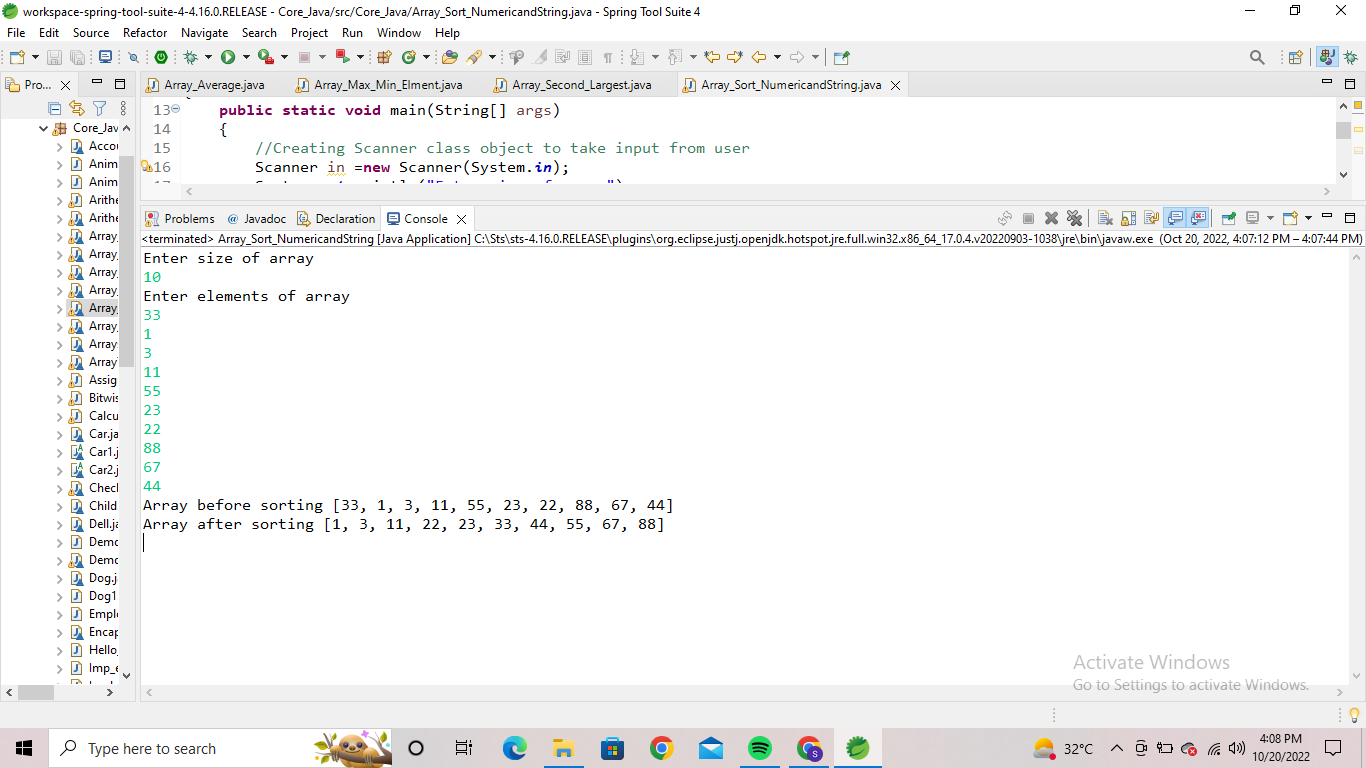 workspace-spring-tool-suite-4-4.16.0.RELEASE - Core_Java/src/Core_Java/Array_Sort_NumericandString.java - Spring Tool Suite 4
File Edit Source Refactor Navigate Search Project Run Window Help
Pro...
Array_Average.java Array_Max_Min_Elment.java Array_Second_Largest.java Array_Sort_NumericandString.java
Core_Jav
Accou
Anim
Anim
Arithe
Arithe
Array_
Array_
Array_
Array_
Array_
Array_
Array
Array
Assig
Bitwis
Calcu
Car.ja
Car1.j
Car2.j
Check
Child
Dell.ja
Demo
Demo
Dog.j
Dog1
Emplo
Encap
Hello_
Imp_e
13 public static void main(String[] args)
14 {
15 //Creating Scanner class object to take input from user
16 Scanner in =new Scanner(System.in);
Problems @ Javadoc Declaration Console
<terminated> Array_Sort_NumericandString [Java Application] C:\Sts\sts-4.16.0.RELEASE\plugins\org.eclipse.justj.openjdk.hotspot.jre.full.win32.x86_64_17.0.4.v20220903-1038\jre\bin\javaw.exe (Oct 20, 2022, 4:07:12 PM – 4:07:44 PM)
Enter size of array
10
Enter elements of array
33
1
3
11
55
23
22
88
67
44
Array before sorting [33, 1, 3, 11, 55, 23, 22, 88, 67, 44]
Array after sorting [1, 3, 11, 22, 23, 33, 44, 55, 67, 88]
Activate Windows
Go to Settings to activate Windows.
Type here to search
32°C
4:08 PM
10/20/2022